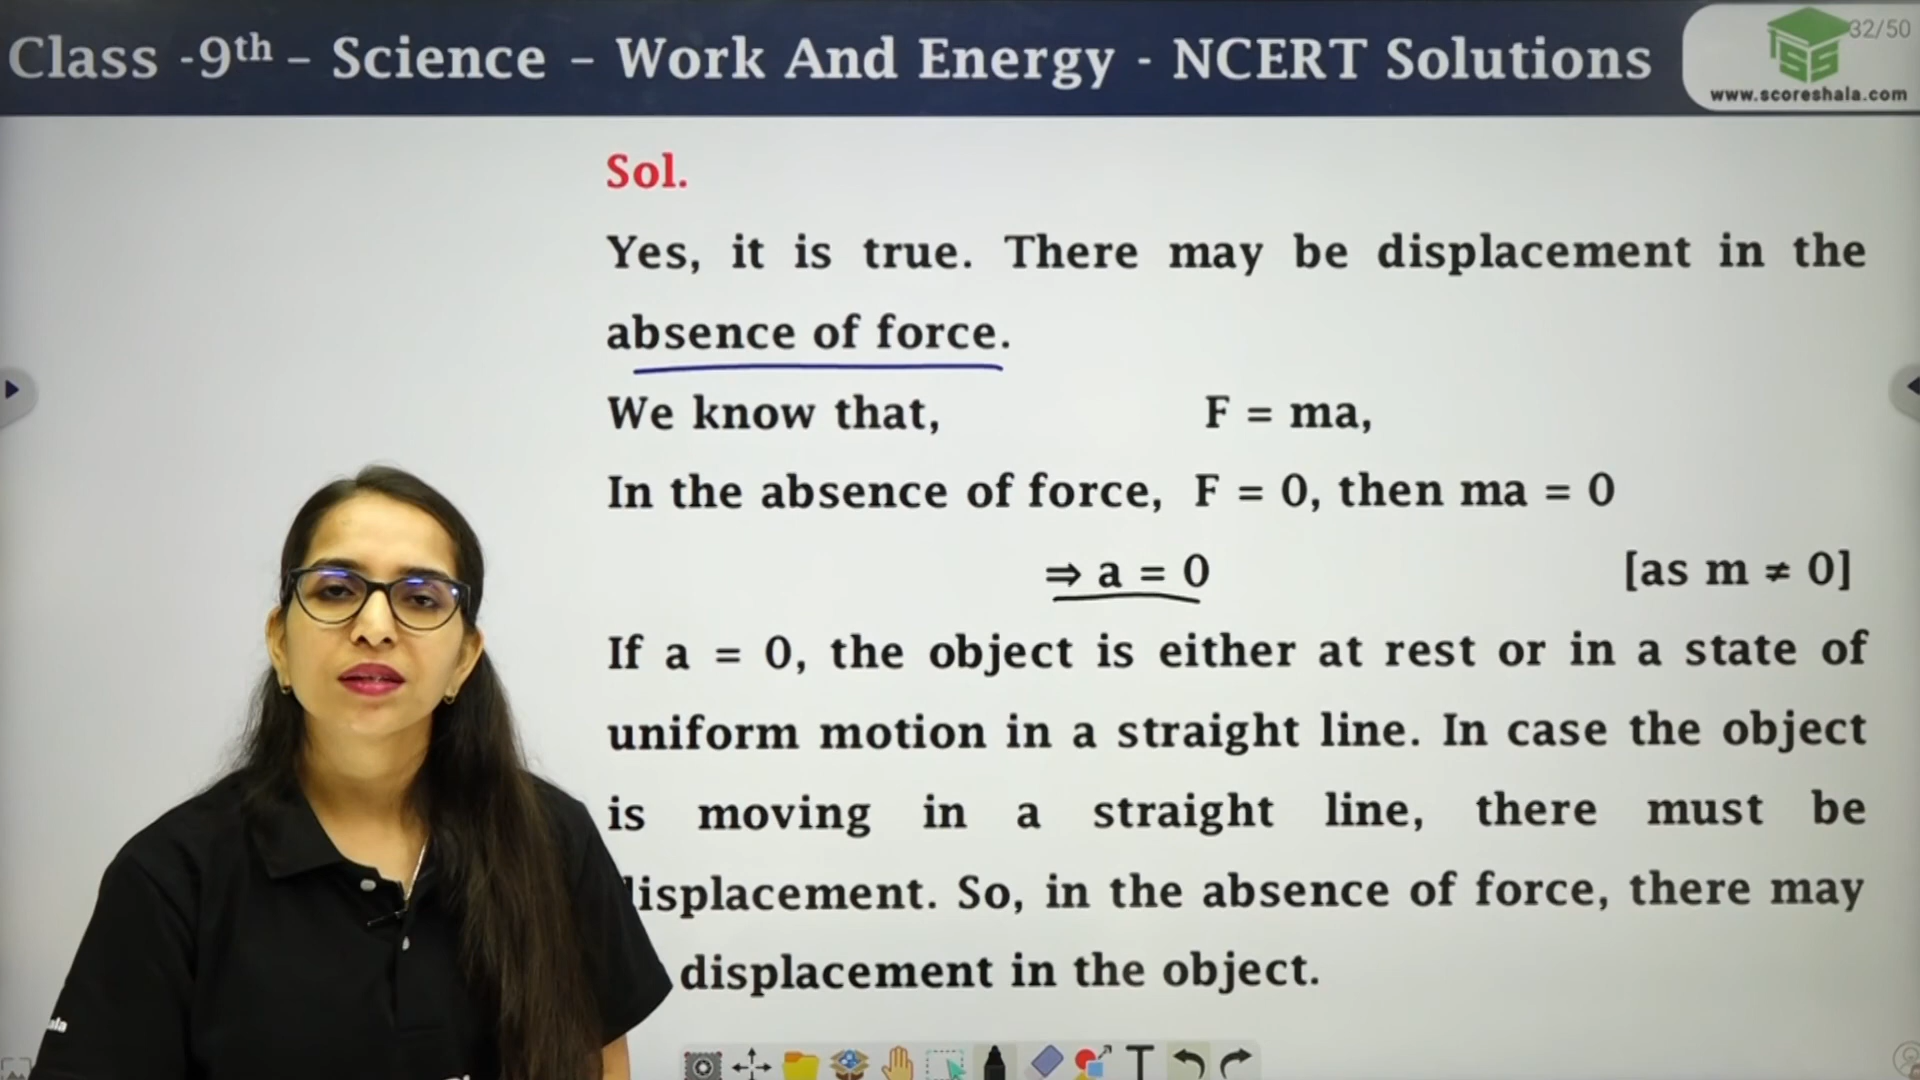 Class -9th – Science – Work And Energy - NCERT Solutions
32/50
www.scoreshala.com
Sol.
Yes, it is true. There may be displacement in the
absence of force.
We know that, F = ma,
In the absence of force, F = 0, then ma = 0
⇒ a = 0 [as m ≠ 0]
If a = 0, the object is either at rest or in a state of
uniform motion in a straight line. In case the object
is moving in a straight line, there must be
displacement. So, in the absence of force, there may
displacement in the object.